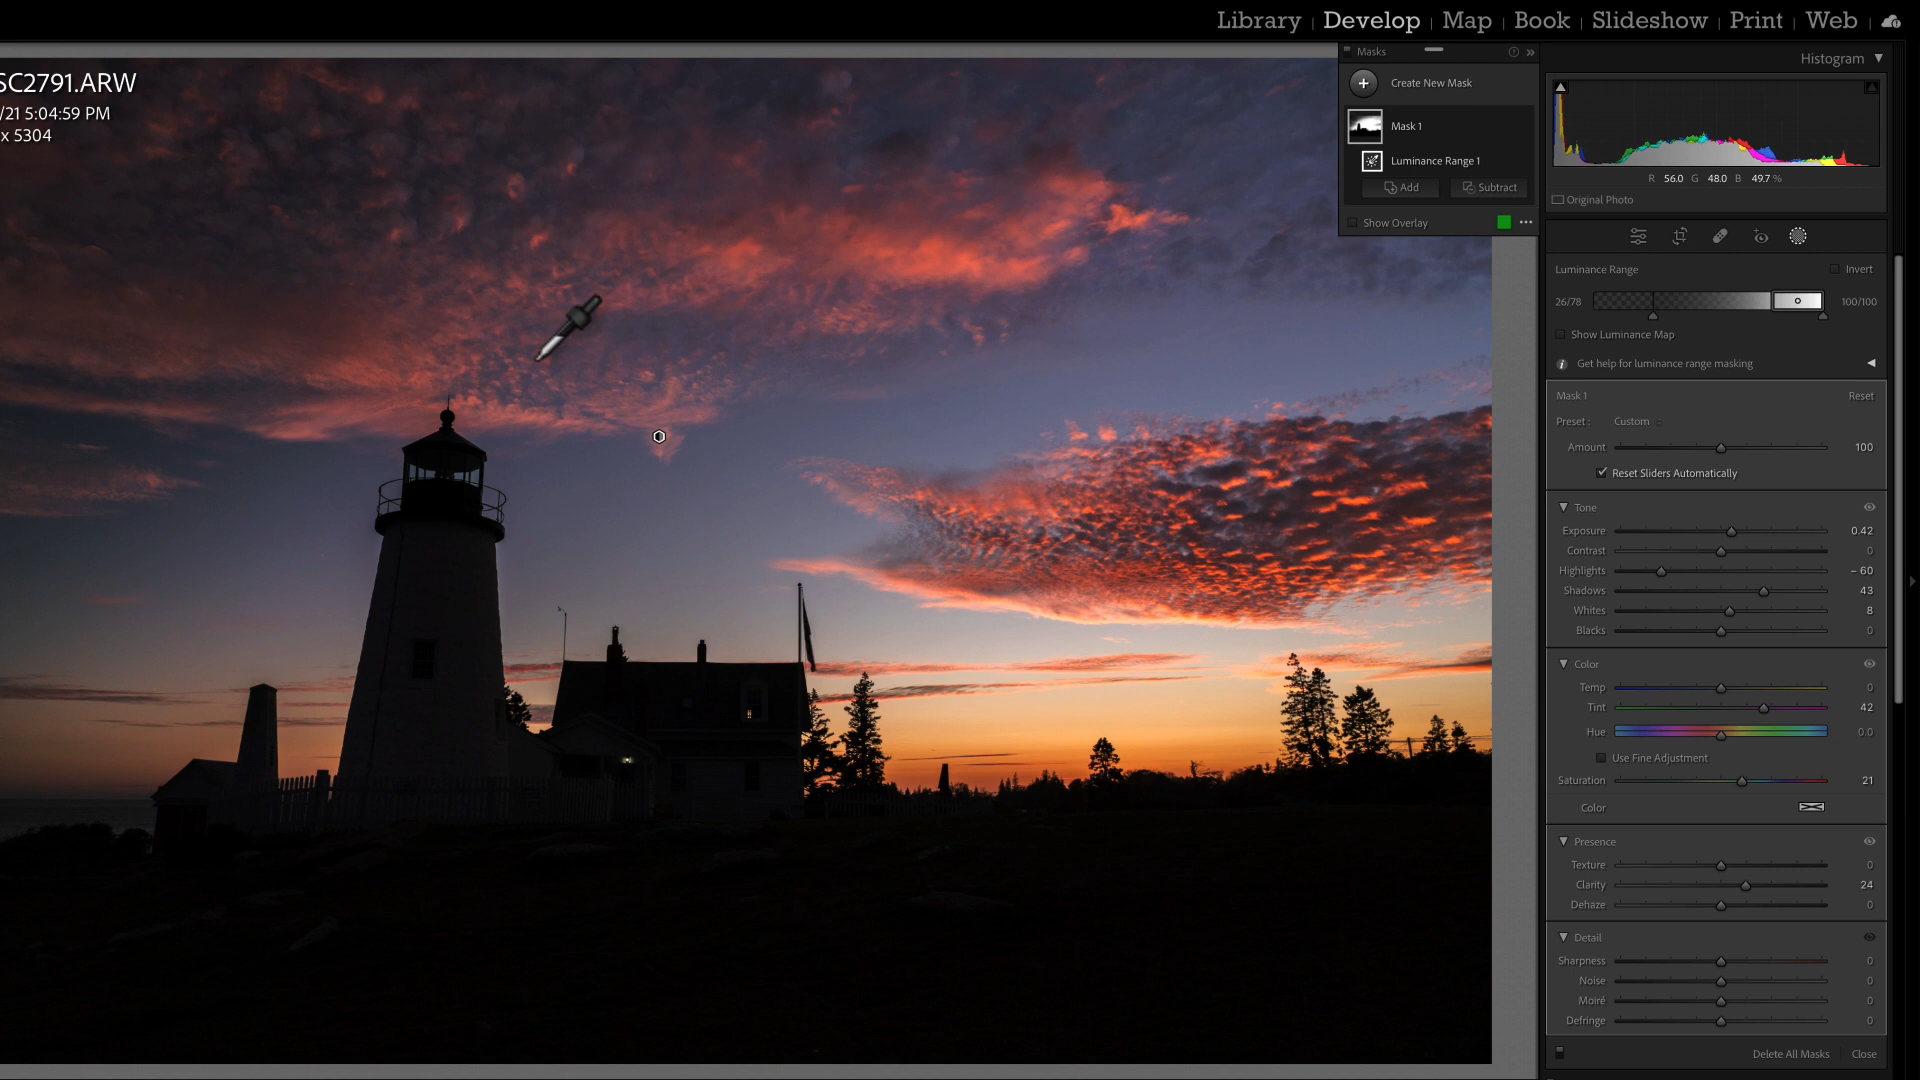 Library | Develop | Map | Book | Slideshow | Print | Web |
SC2791.ARW
/21 5:04:59 PM
x 5304
Masks
Create New Mask
Mask 1
Luminance Range 1
Add
Subtract
Show Overlay
Histogram
R 56.0 G 48.0 B 49.7 %
Original Photo
Luminance Range
Invert
26/78
100/100
Show Luminance Map
Get help for luminance range masking
Mask 1
Reset
Preset : Custom
Amount 100
Reset Sliders Automatically
Tone
Exposure 0.42
Contrast 0
Highlights – 60
Shadows 43
Whites 8
Blacks 0
Color
Temp 0
Tint 42
Hue 0.0
Use Fine Adjustment
Saturation 21
Color
Presence
Texture 0
Clarity 24
Dehaze 0
Detail
Sharpness 0
Noise 0
Moiré 0
Defringe 0
Delete All Masks
Close